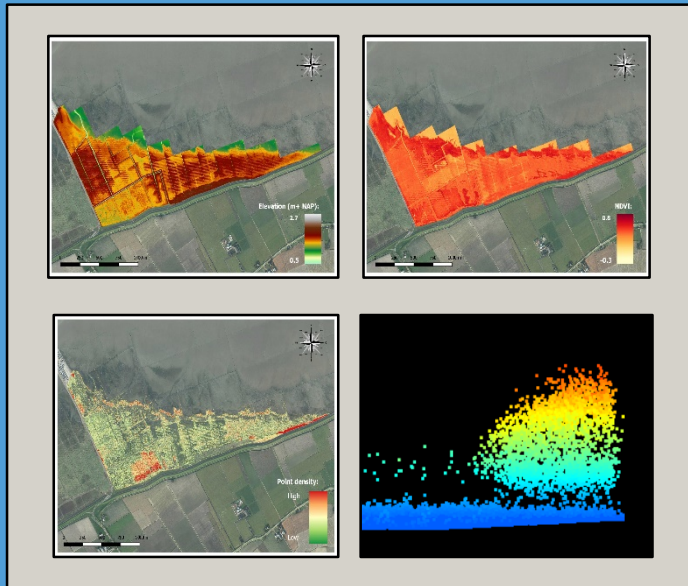 Elevation (m+ NAP):
2.7
0.5
NDVI:
0.8
-0.3
Point density:
High
Low